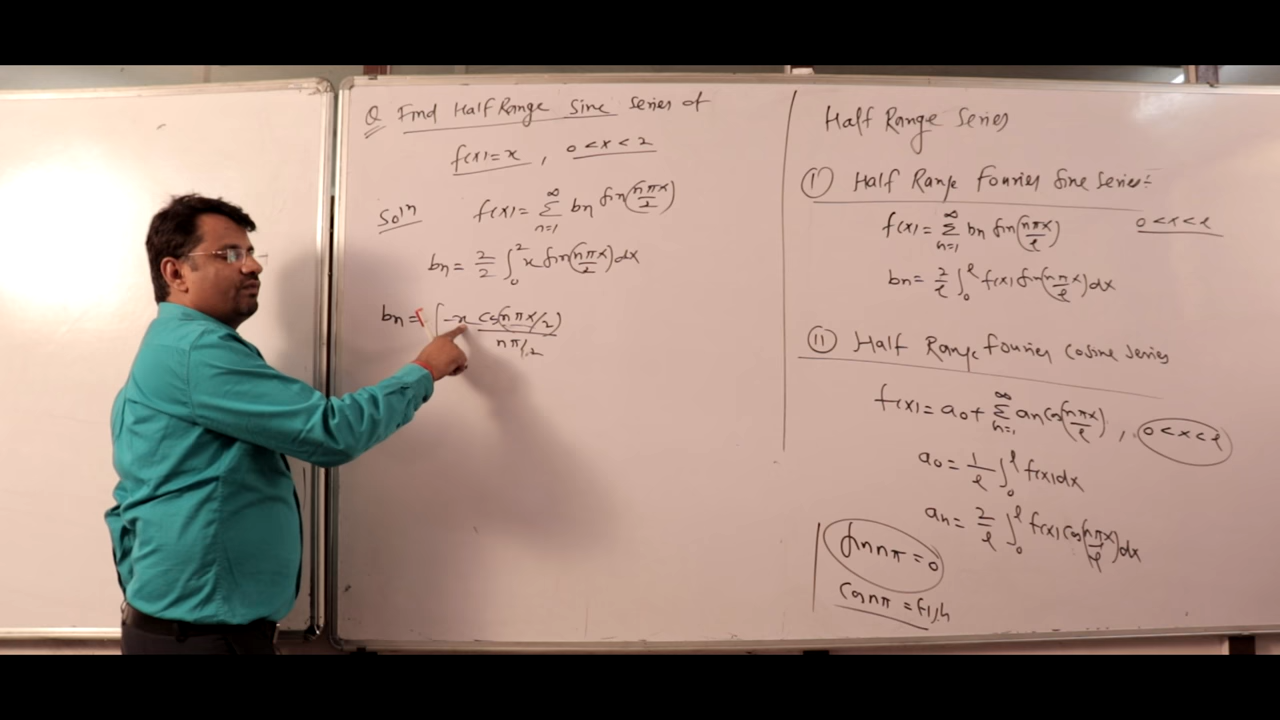 Q Find Half Range Sine Series of
f(x) = x , 0 < x < 2
Soln f(x) = ∑_{n=1}^{∞} bn sin(nπx/2)
bn = 2/2 ∫_0^2 x sin(nπx/2) dx
bn = [ -x cos(nπx/2) / nπ/2
Half Range Series
(I) Half Range Fourier Sine Series:-
f(x) = ∑_{n=1}^{∞} bn sin(nπx/l) 0 < x < l
bn = 2/l ∫_0^l f(x) sin(nπx/l) dx
(II) Half Range Fourier Cosine Series
f(x) = a0 + ∑_{n=1}^{∞} an cos(nπx/l) , 0 < x < l
a0 = 1/l ∫_0^l f(x) dx
an = 2/l ∫_0^l f(x) cos(nπx/l) dx
sin nπ = 0
cos nπ = (-1)^n